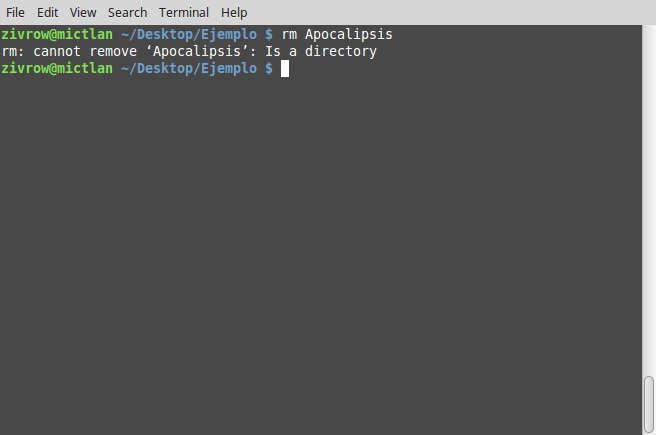 File Edit View Search Terminal Help
zivrow@mictlan ~/Desktop/Ejemplo $ rm Apocalipsis
rm: cannot remove ‘Apocalipsis’: Is a directory
zivrow@mictlan ~/Desktop/Ejemplo $